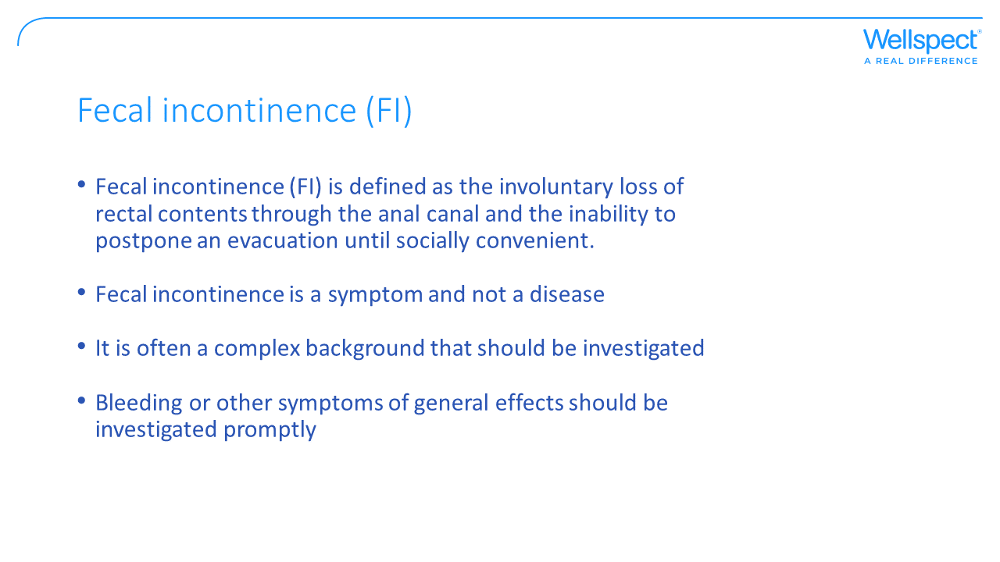 Wellspect®
A REAL DIFFERENCE
Fecal incontinence (FI)
• Fecal incontinence (FI) is defined as the involuntary loss of
rectal contents through the anal canal and the inability to
postpone an evacuation until socially convenient.
• Fecal incontinence is a symptom and not a disease
• It is often a complex background that should be investigated
• Bleeding or other symptoms of general effects should be
investigated promptly